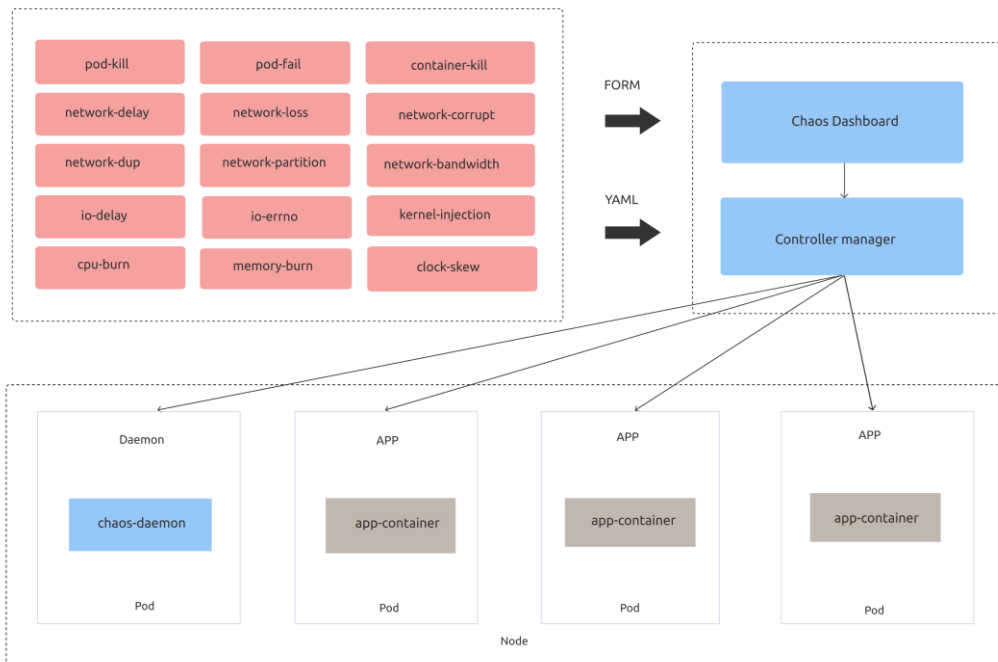 pod-kill
pod-fail
container-kill
network-delay
network-loss
network-corrupt
network-dup
network-partition
network-bandwidth
io-delay
io-errno
kernel-injection
cpu-burn
memory-burn
clock-skew
FORM
YAML
Chaos Dashboard
Controller manager
Daemon
chaos-daemon
Pod
APP
app-container
Pod
APP
app-container
Pod
APP
app-container
Pod
Node